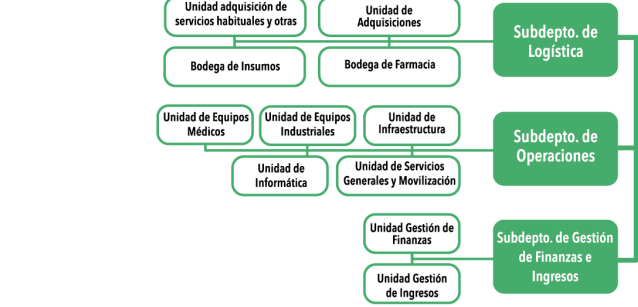 Unidad adquisición de
servicios habituales y otras
Unidad de
Adquisiciones
Subdepto. de
Logística
Bodega de Insumos
Bodega de Farmacia
Unidad de Equipos
Médicos
Unidad de Equipos
Industriales
Unidad de
Infraestructura
Subdepto. de
Operaciones
Unidad de
Informática
Unidad de Servicios
Generales y Movilización
Unidad Gestión de
Finanzas
Subdepto. de Gestión
de Finanzas e
Ingresos
Unidad Gestión
de Ingresos